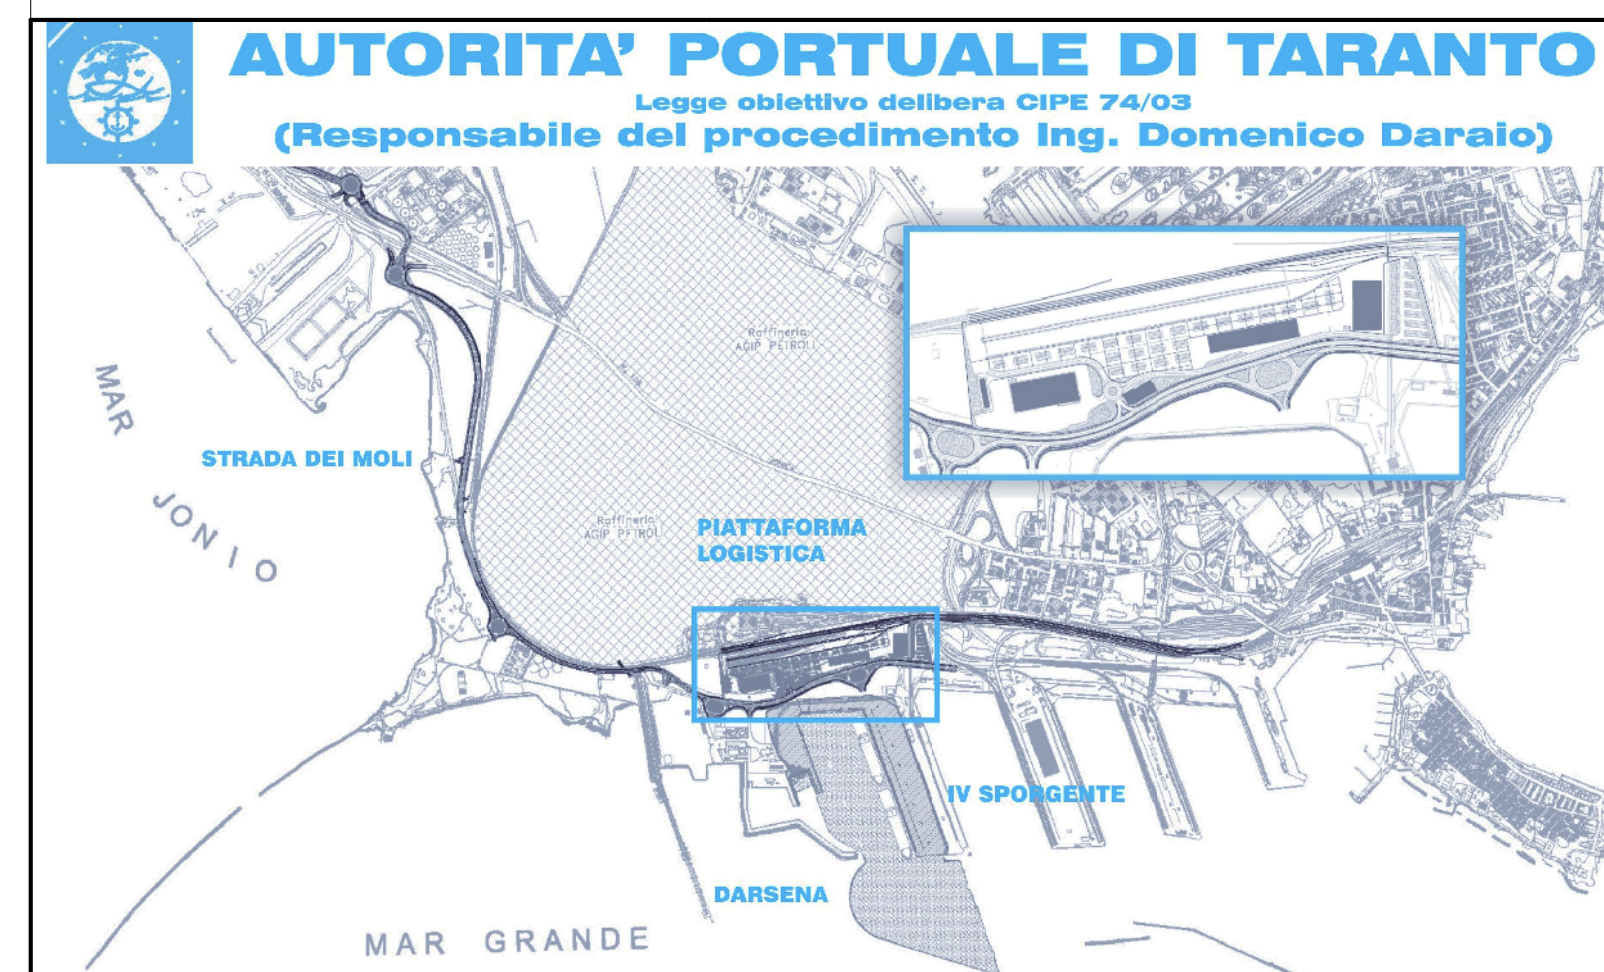 AUTORITA’ PORTUALE DI TARANTO
Legge obiettivo delibera CIPE 74/03
(Responsabile del procedimento Ing. Domenico Daraio)
Raffineria
AGIP PETROLI
MAR
JONIO
STRADA DEI MOLI
Raffineria
AGIP PETROLI
PIATTAFORMA
LOGISTICA
IV SPORGENTE
DARSENA
MAR GRANDE